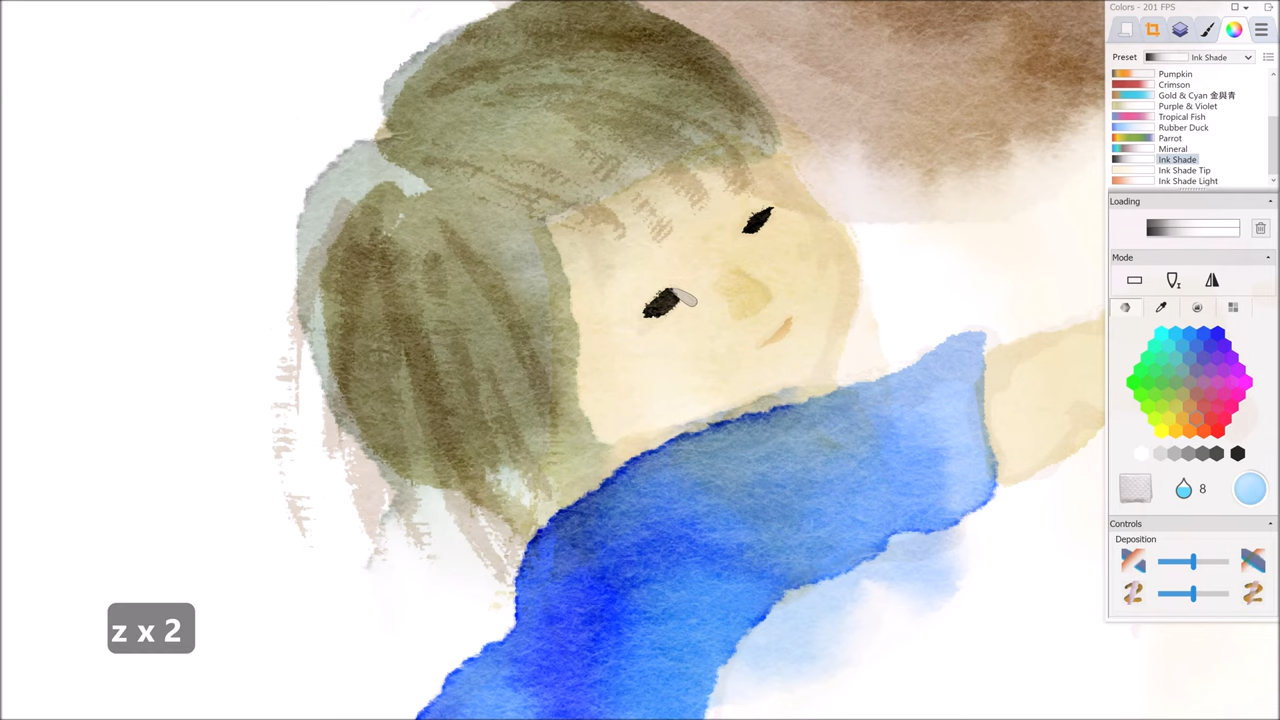 Colors - 201 FPS
Preset
Ink Shade
Pumpkin
Crimson
Gold & Cyan 金與青
Purple & Violet
Tropical Fish
Rubber Duck
Parrot
Mineral
Ink Shade
Ink Shade Tip
Ink Shade Light
Loading
Mode
8
Controls
Deposition
z x 2